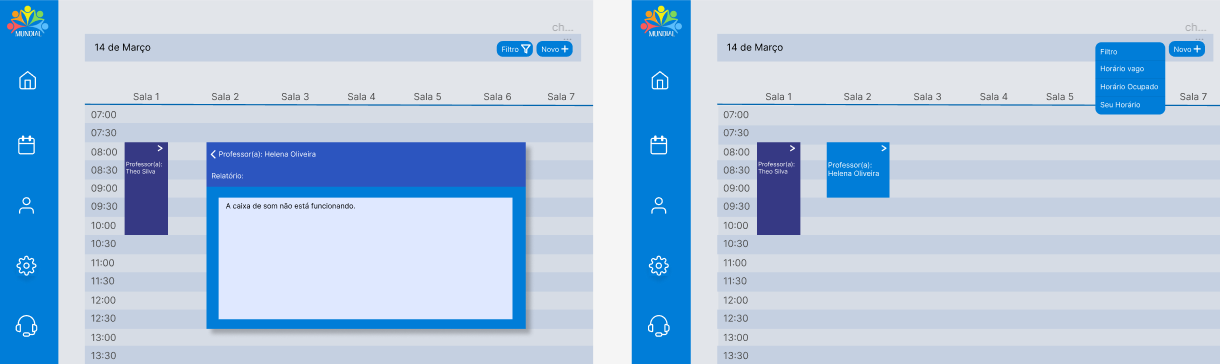 MUNDIAL
ch...
...
14 de Março
Filtro
Novo
Sala 1 Sala 2 Sala 3 Sala 4 Sala 5 Sala 6 Sala 7
07:00
07:30
08:00
08:30
09:00
09:30
10:00
10:30
11:00
11:30
12:00
12:30
13:00
13:30
Professor(a):
Theo Silva
Professor(a): Helena Oliveira
Relatório:
A caixa de som não está funcionando.
MUNDIAL
ch...
...
14 de Março
Filtro
Horário vago
Horário Ocupado
Seu Horário
Novo
Sala 1 Sala 2 Sala 3 Sala 4 Sala 5 Sala 7
07:00
07:30
08:00
08:30
09:00
09:30
10:00
10:30
11:00
11:30
12:00
12:30
13:00
13:30
Professor(a):
Theo Silva
Professor(a):
Helena Oliveira